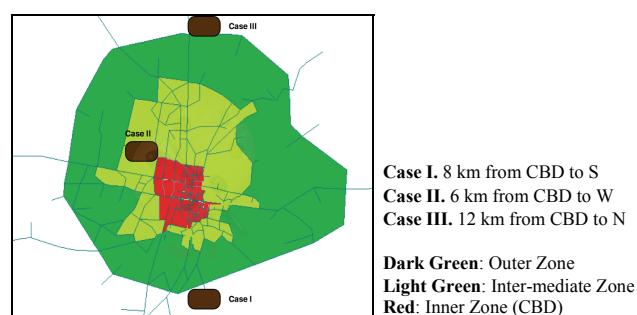 Case III
Case II
Case I
Case I. 8 km from CBD to S
Case II. 6 km from CBD to W
Case III. 12 km from CBD to N
Dark Green: Outer Zone
Light Green: Inter-mediate Zone
Red: Inner Zone (CBD)